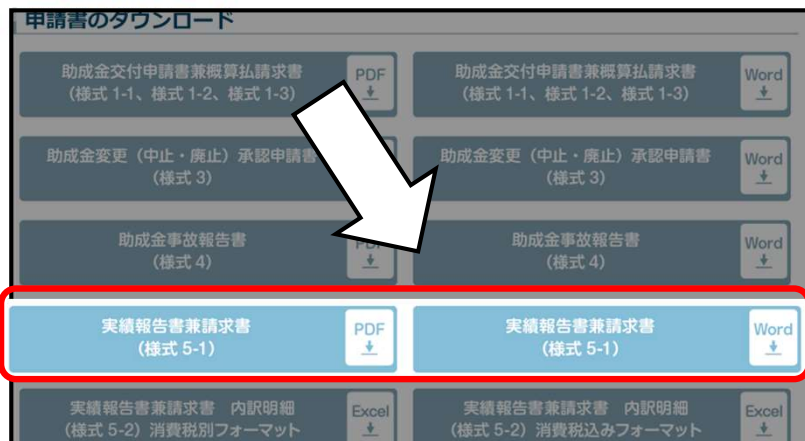 申請書のダウンロード
助成金交付申請書兼概算払請求書
(様式 1-1、様式 1-2、様式 1-3)
PDF
助成金交付申請書兼概算払請求書
(様式 1-1、様式 1-2、様式 1-3)
Word
助成金変更（中止・廃止）承認申請書
(様式 3)
助成金変更（中止・廃止）承認申請書
(様式 3)
Word
助成金事故報告書
(様式 4)
PDF
助成金事故報告書
(様式 4)
Word
実績報告書兼請求書
(様式 5-1)
PDF
実績報告書兼請求書
(様式 5-1)
Word
実績報告書兼請求書 内訳明細
(様式 5-2) 消費税別フォーマット
Excel
実績報告書兼請求書 内訳明細
(様式 5-2) 消費税込みフォーマット
Excel